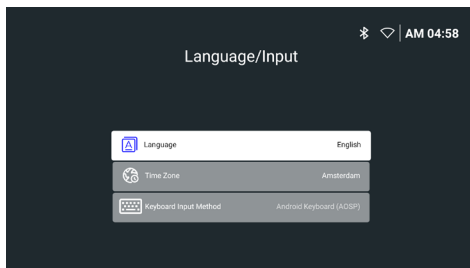 AM 04:58
Language/Input
Language English
Time Zone Amsterdam
Keyboard Input Method Android Keyboard (AOSP)